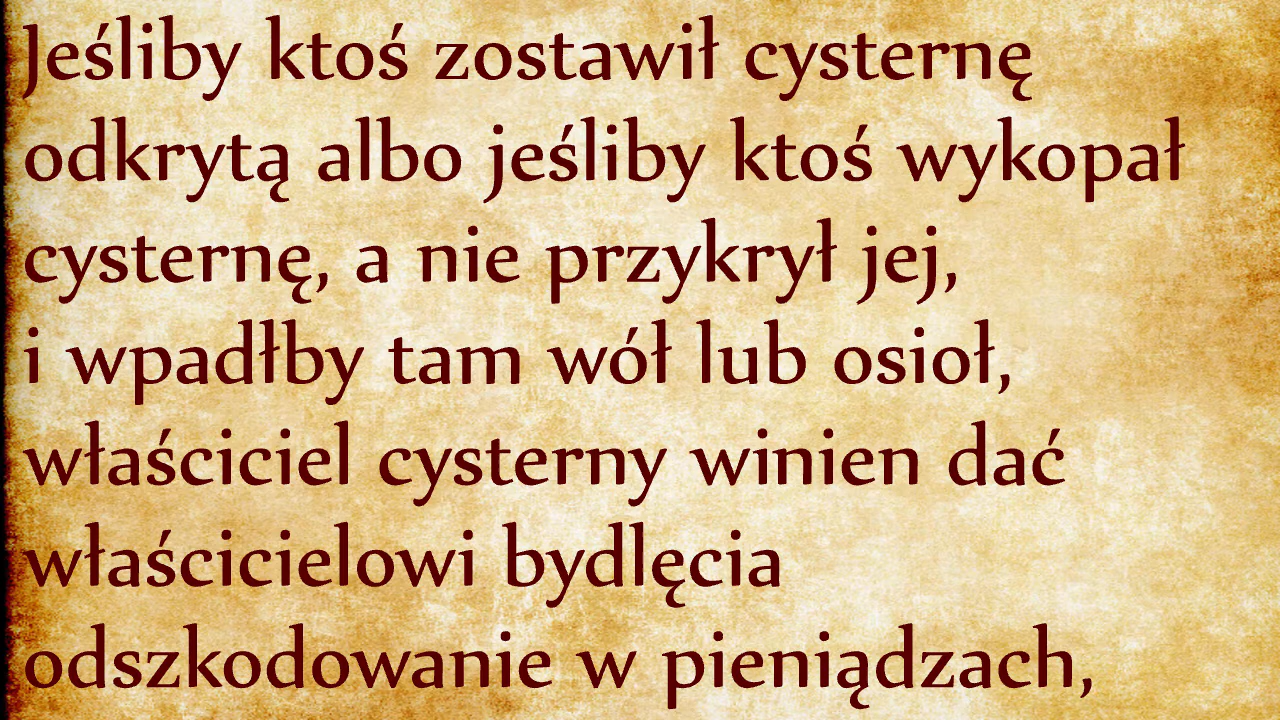 Jeśliby ktoś zostawił cysternę
odkrytą albo jeśliby ktoś wykopał
cysternę, a nie przykrył jej,
i wpadłby tam wół lub osioł,
właściciel cysterny winien dać
właścicielowi bydlęcia
odszkodowanie w pieniądzach,